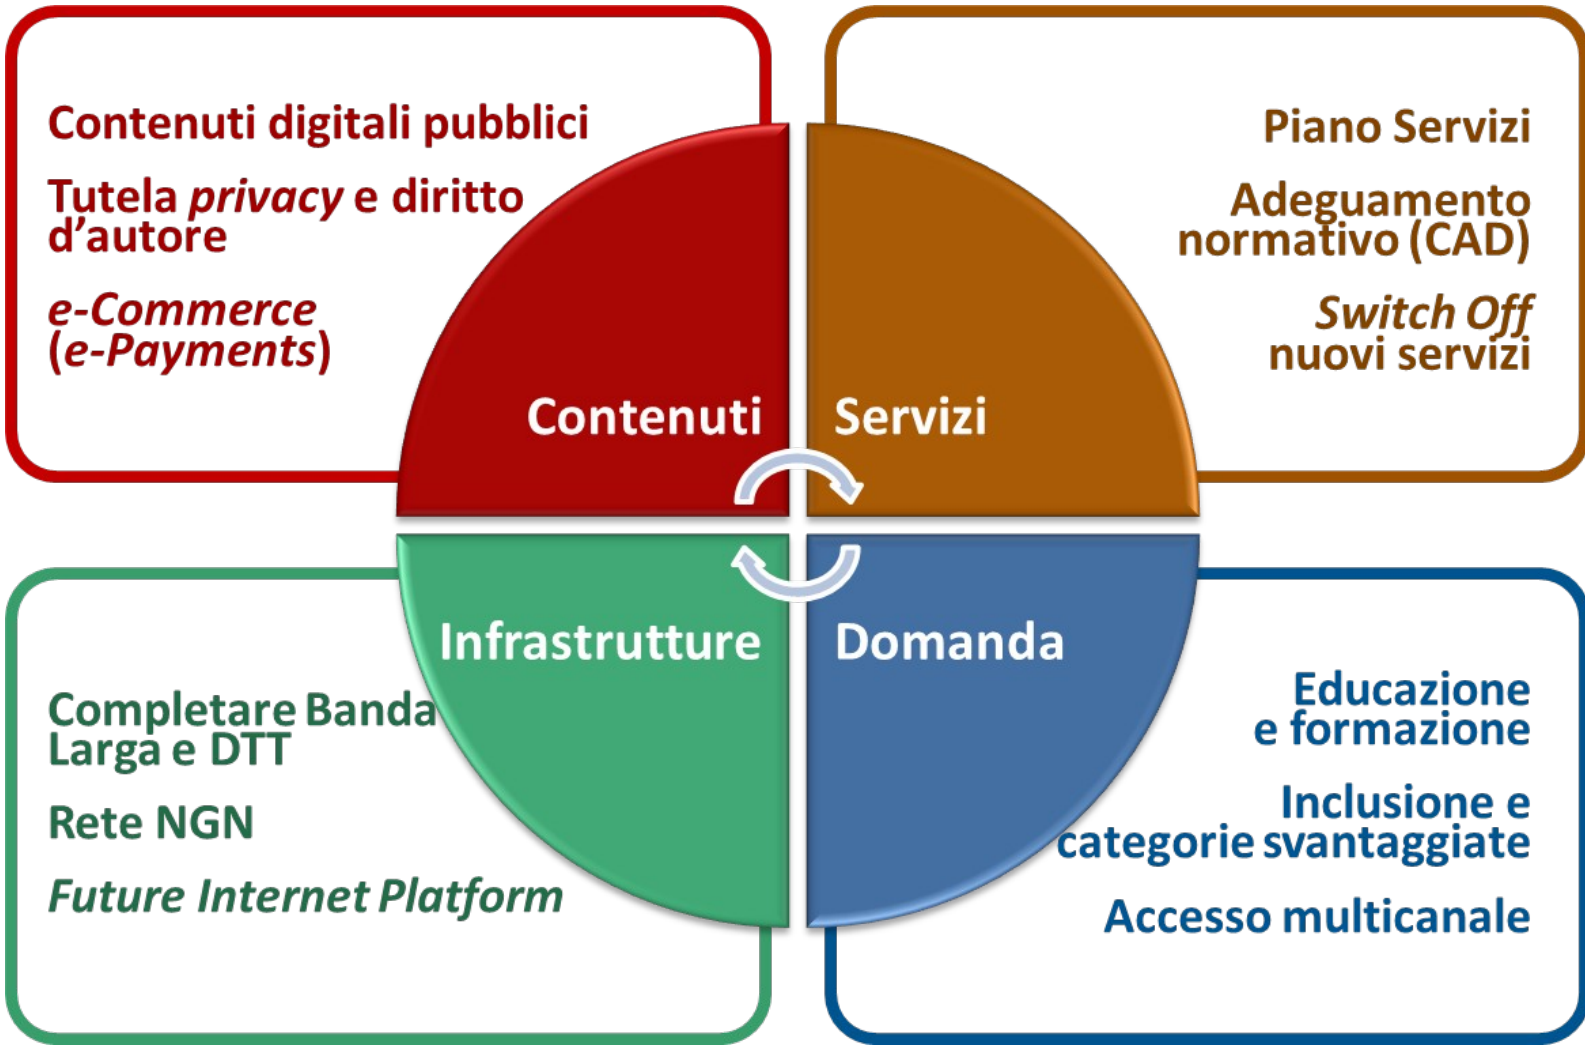 Contenuti digitali pubblici
Tutela privacy e diritto
d’autore
e-Commerce
(e-Payments)
Contenuti
Piano Servizi
Adeguamento
normativo (CAD)
Switch Off
nuovi servizi
Servizi
Infrastrutture
Completare Banda
Larga e DTT
Rete NGN
Future Internet Platform
Domanda
Educazione
e formazione
Inclusione e
categorie svantaggiate
Accesso multicanale